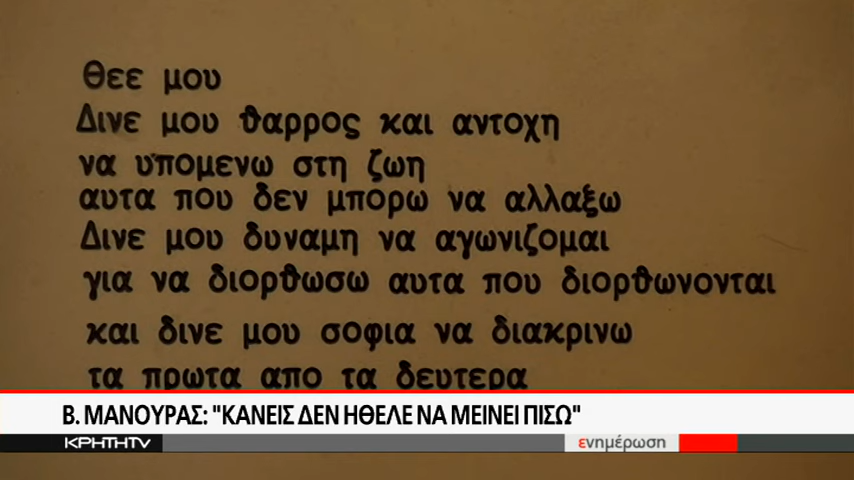 θεε μου
Δινε μου θαρρος και αντοχη
να υπομενω στη ζωη
αυτα που δεν μπορω να αλλαξω
Δινε μου δυναμη να αγωνιζομαι
για να διορθωσω αυτα που διορθωνονται
και δινε μου σοφια να διακρινω
τα πρωτα απο τα δευτερα
Β. ΜΑΝΟΥΡΑΣ: "ΚΑΝΕΙΣ ΔΕΝ ΗΘΕΛΕ ΝΑ ΜΕΙΝΕΙ ΠΙΣΩ"
ΚΡΗΤΗTV ενημέρωση